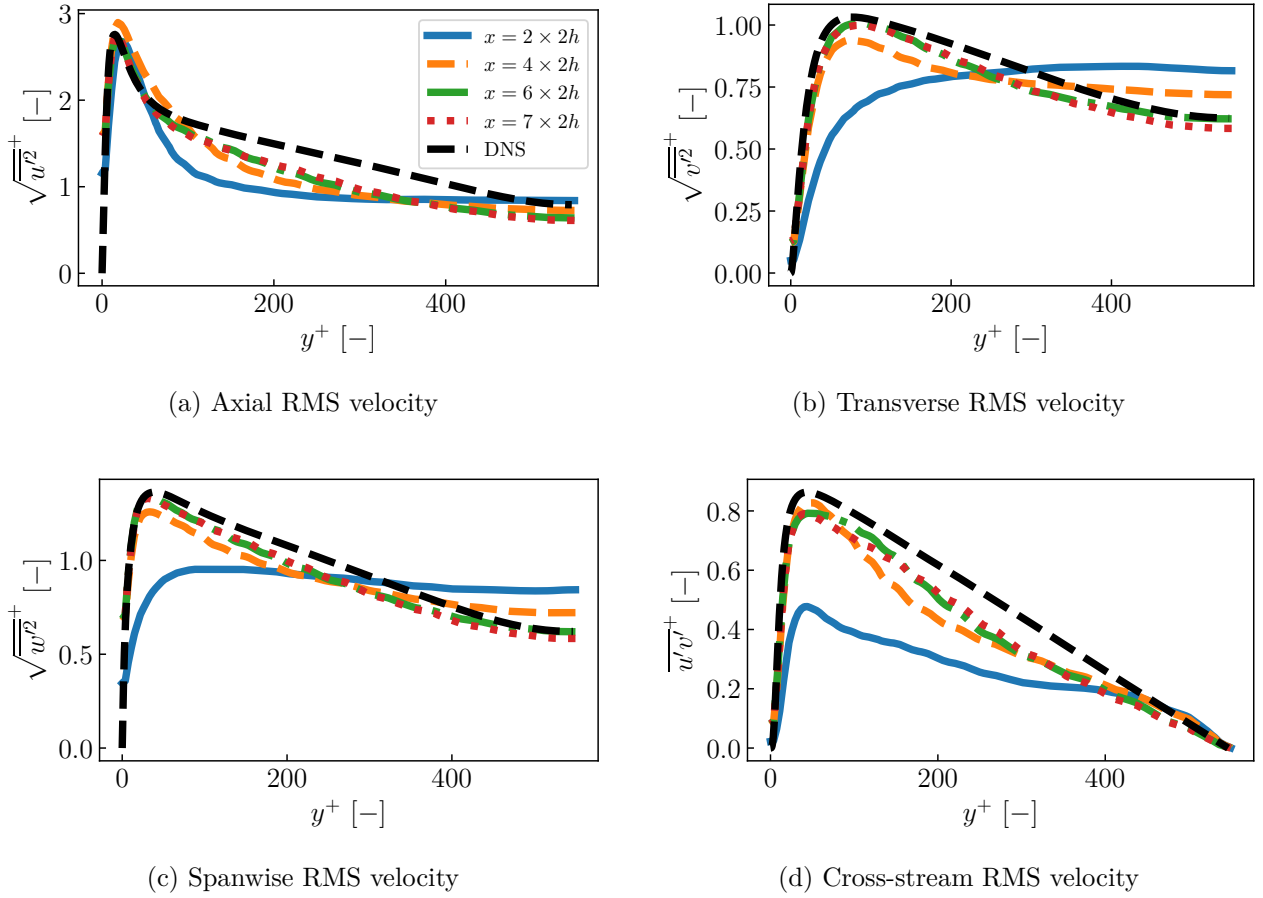 3
2
1
0
0
200
400
√u′²⁺ [−]
y⁺ [−]
x = 2 × 2h
x = 4 × 2h
x = 6 × 2h
x = 7 × 2h
DNS
(a) Axial RMS velocity
1.00
0.75
0.50
0.25
0.00
0
200
400
√v′²⁺ [−]
y⁺ [−]
(b) Transverse RMS velocity
1.0
0.5
0.0
0
200
400
√w′²⁺ [−]
y⁺ [−]
(c) Spanwise RMS velocity
0.8
0.6
0.4
0.2
0.0
0
200
400
u′v′⁺ [−]
y⁺ [−]
(d) Cross-stream RMS velocity